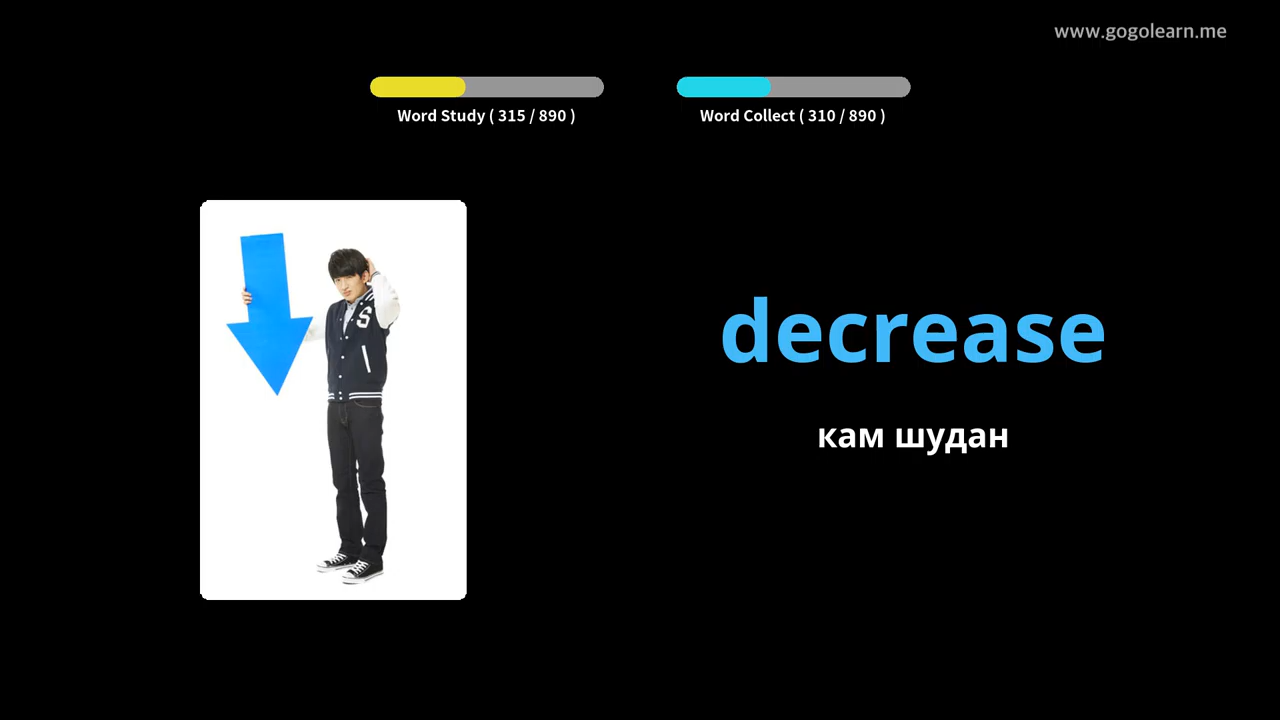 www.gogolearn.me
Word Study ( 315 / 890 )
Word Collect ( 310 / 890 )
S
decrease
кам шудан